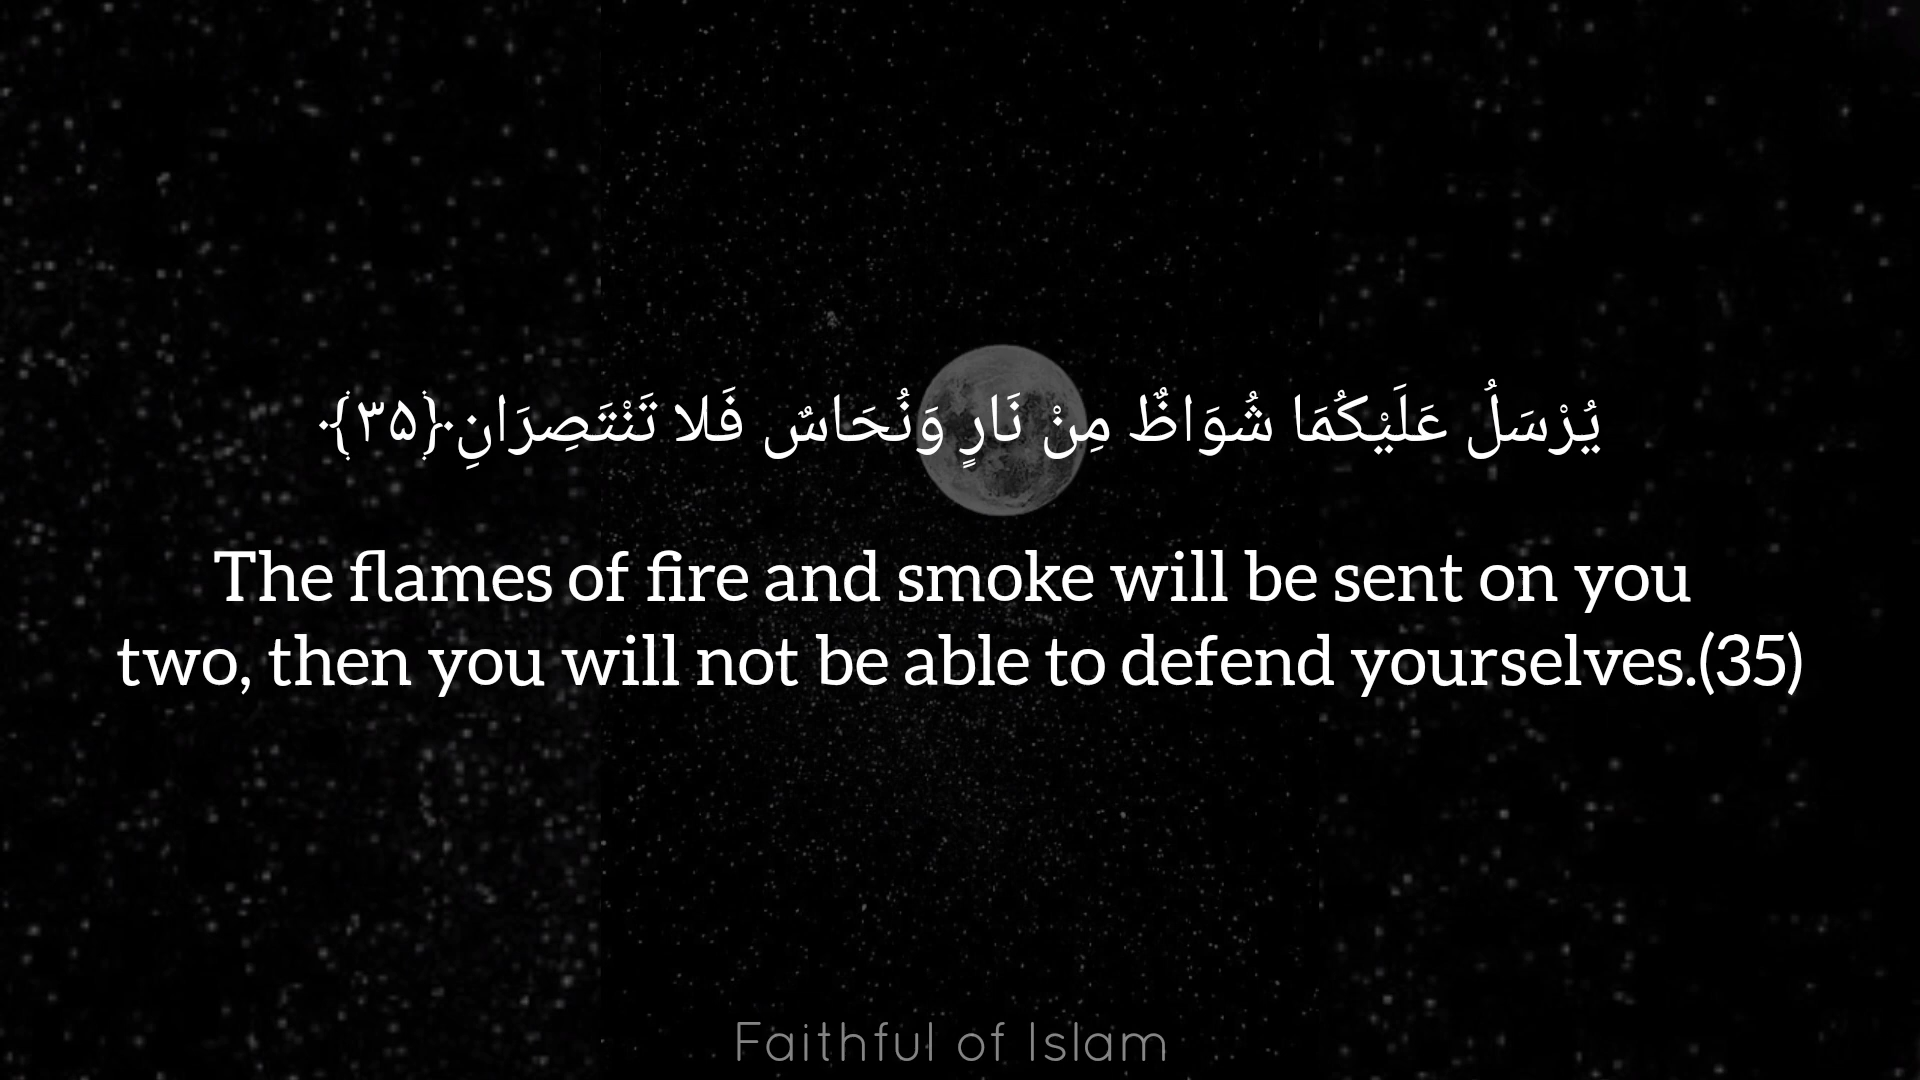 يُرْسَلُ عَلَيْكُمَا شُوَاظٌ مِنْ نَارٍ وَنُحَاسٌ فَلا تَنْتَصِرَانِ ﴿۳۵﴾
The flames of fire and smoke will be sent on you
two, then you will not be able to defend yourselves.(35)
Faithful of Islam